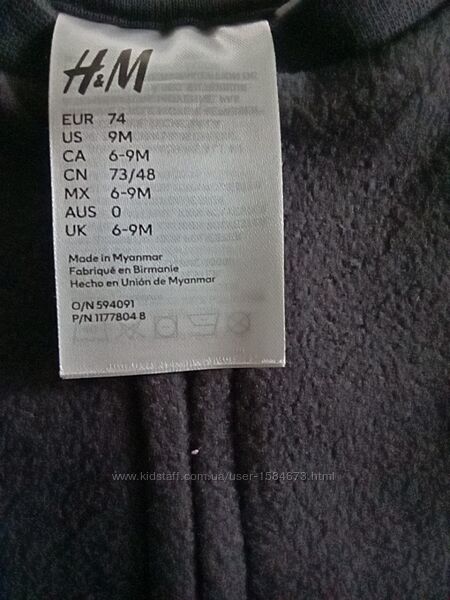 H&M
EUR 74
US 9M
CA 6-9M
CN 73/48
MX 6-9M
AUS 0
UK 6-9M
Made in Myanmar
Fabriqué en Birmanie
Hecho en Unión de Myanmar
O/N 594091
P/N 1177804 8
www.kidstaff.com.ua/user-1584673.html